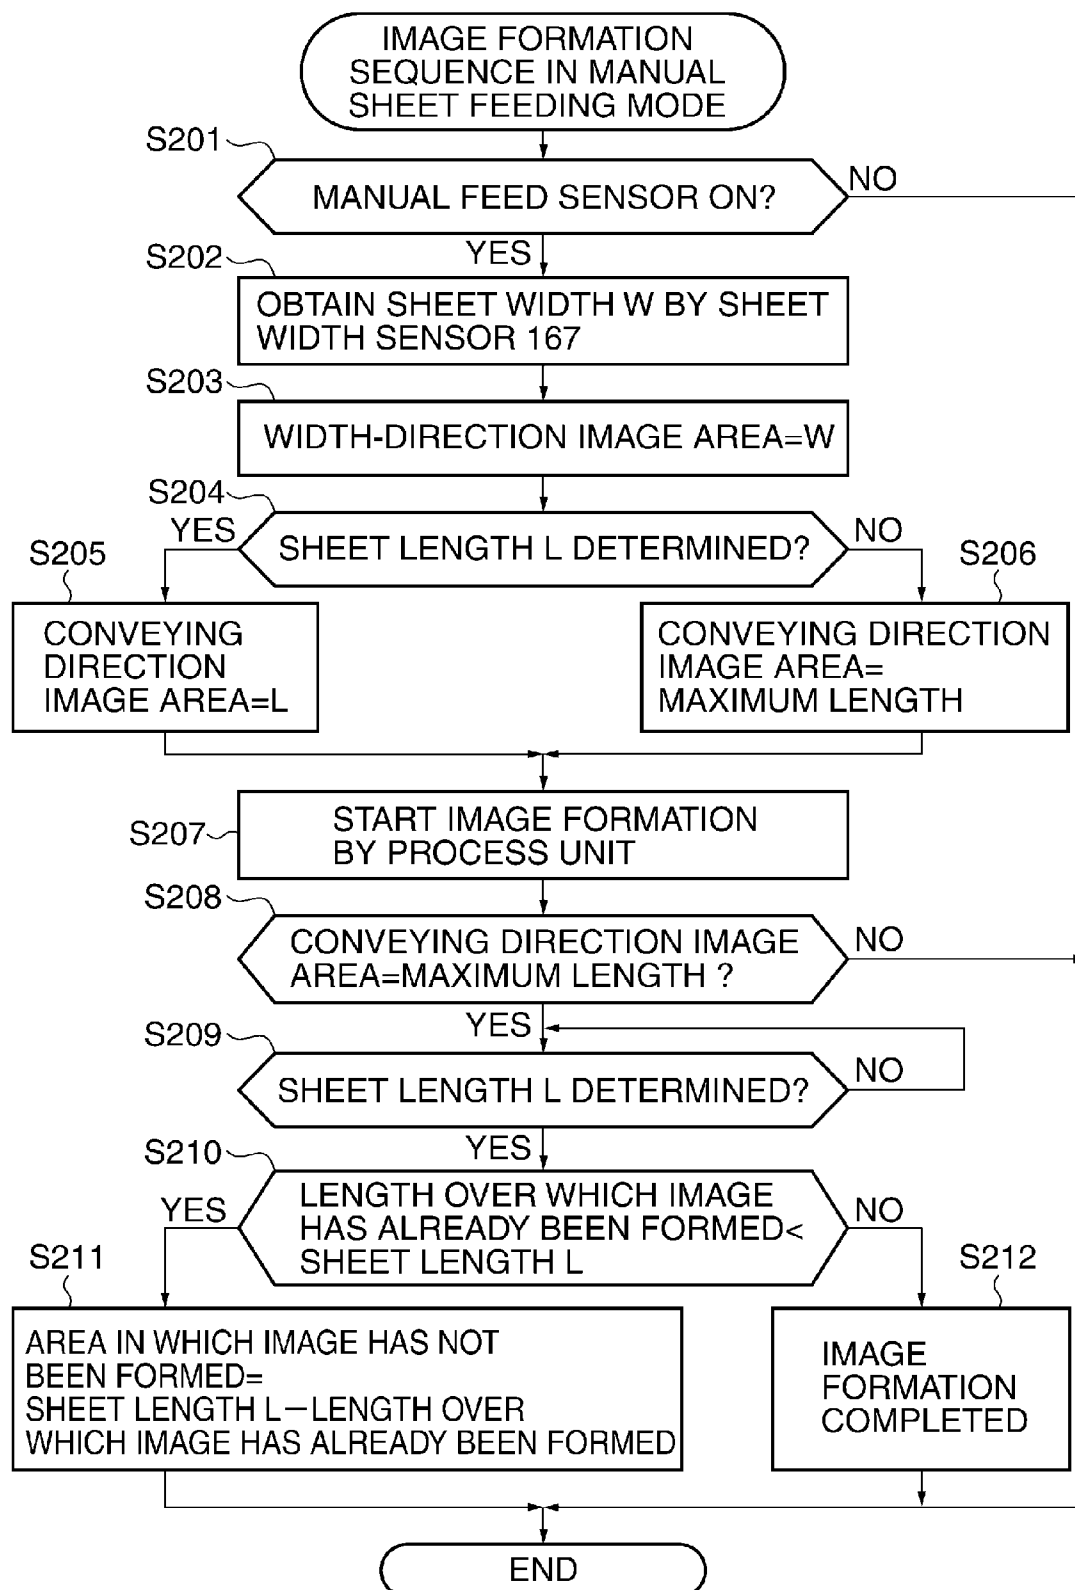 IMAGE FORMATION
SEQUENCE IN MANUAL
SHEET FEEDING MODE
S201
MANUAL FEED SENSOR ON?
NO
YES
S202
OBTAIN SHEET WIDTH W BY SHEET
WIDTH SENSOR 167
S203
WIDTH-DIRECTION IMAGE AREA=W
S204
YES
SHEET LENGTH L DETERMINED?
NO
S205
CONVEYING
DIRECTION
IMAGE AREA=L
S206
CONVEYING DIRECTION
IMAGE AREA=
MAXIMUM LENGTH
S207
START IMAGE FORMATION
BY PROCESS UNIT
S208
CONVEYING DIRECTION IMAGE
AREA=MAXIMUM LENGTH ?
NO
YES
S209
SHEET LENGTH L DETERMINED?
NO
YES
S210
YES
LENGTH OVER WHICH IMAGE
HAS ALREADY BEEN FORMED<
SHEET LENGTH L
NO
S211
AREA IN WHICH IMAGE HAS NOT
BEEN FORMED=
SHEET LENGTH L−LENGTH OVER
WHICH IMAGE HAS ALREADY BEEN FORMED
S212
IMAGE
FORMATION
COMPLETED
END